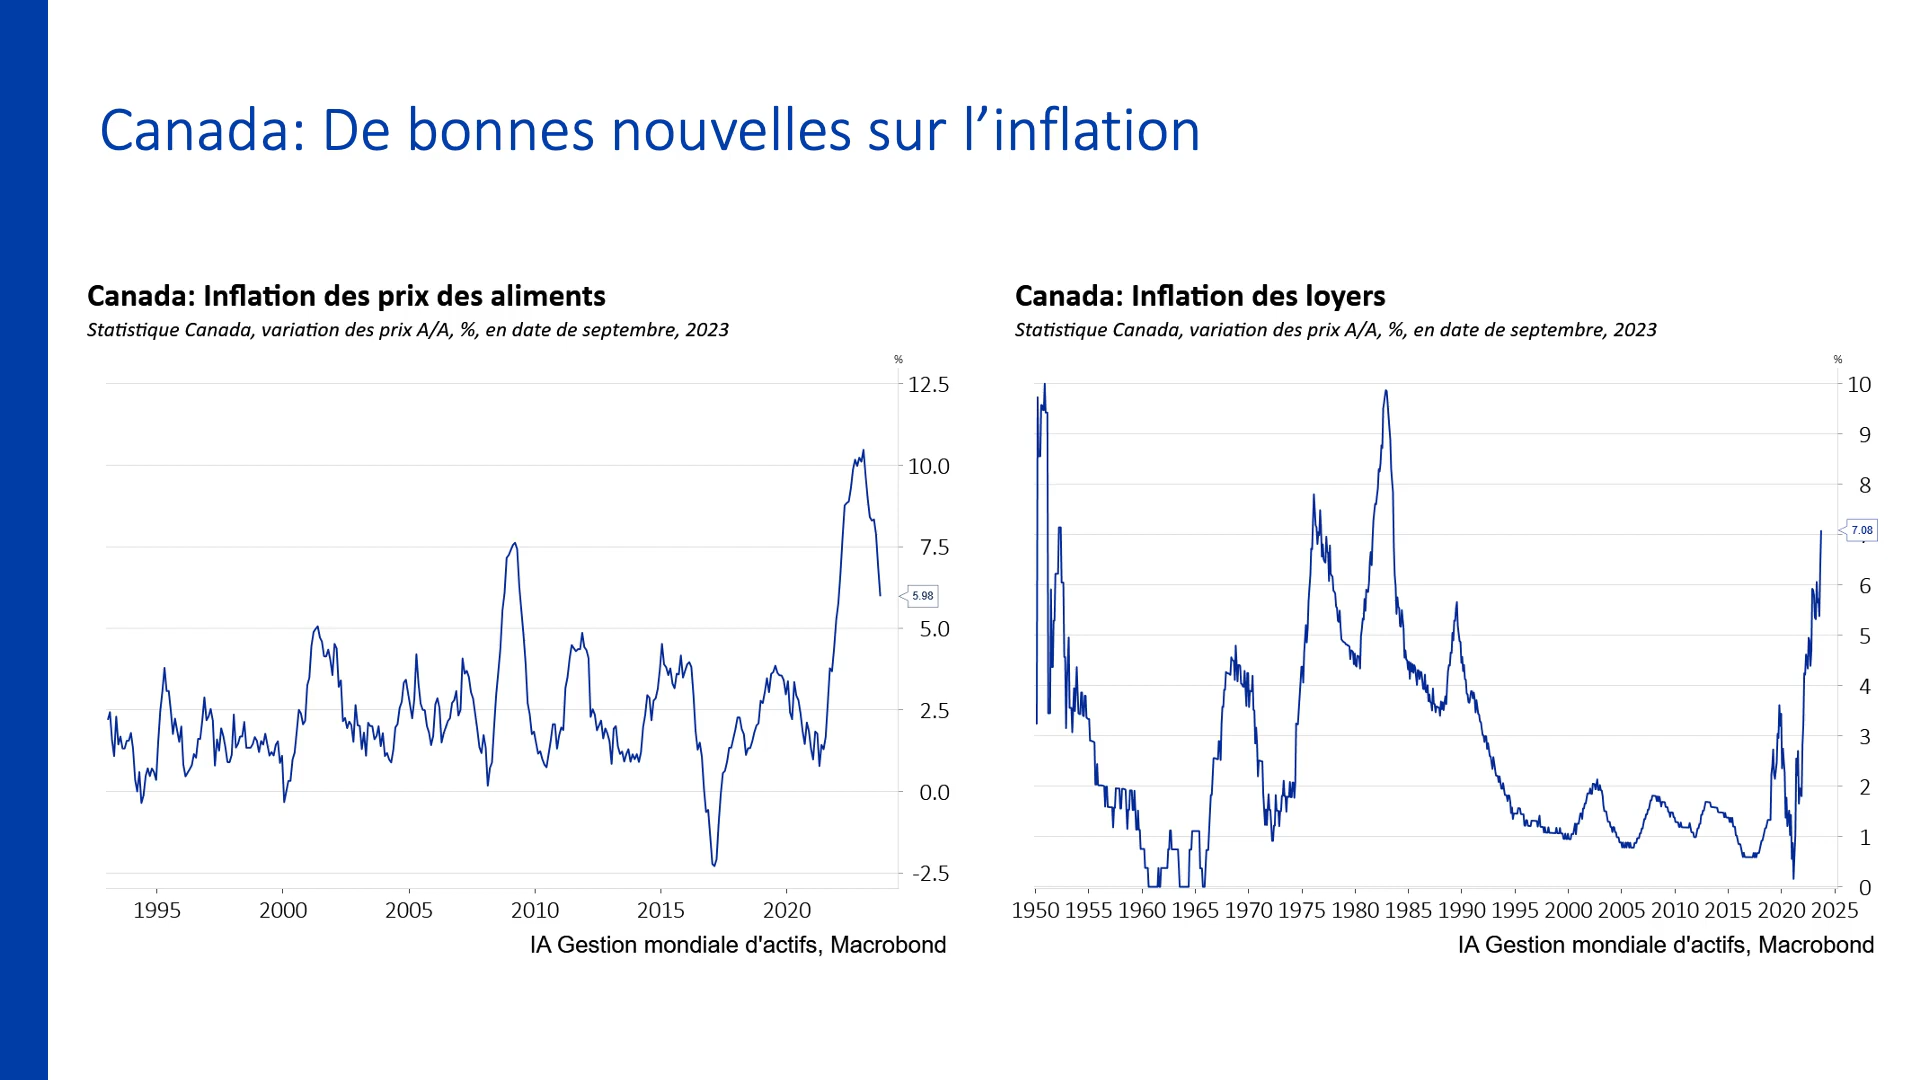 Canada: De bonnes nouvelles sur l’inflation
Canada: Inflation des prix des aliments
Statistique Canada, variation des prix A/A, %, en date de septembre, 2023
%
12.5
10.0
7.5
5.98
5.0
2.5
0.0
-2.5
1995 2000 2005 2010 2015 2020
IA Gestion mondiale d'actifs, Macrobond
Canada: Inflation des loyers
Statistique Canada, variation des prix A/A, %, en date de septembre, 2023
%
10
9
8
7.08
6
5
4
3
2
1
0
1950 1955 1960 1965 1970 1975 1980 1985 1990 1995 2000 2005 2010 2015 2020 2025
IA Gestion mondiale d'actifs, Macrobond